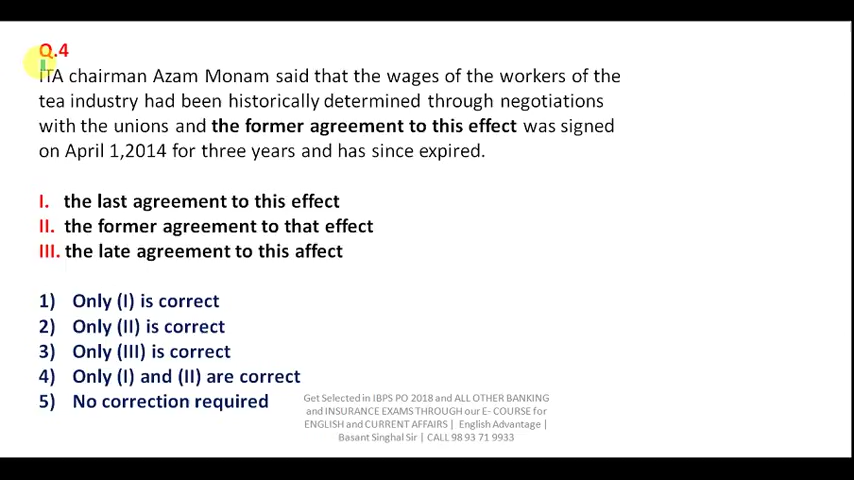 Q.4
ITA chairman Azam Monam said that the wages of the workers of the
tea industry had been historically determined through negotiations
with the unions and the former agreement to this effect was signed
on April 1,2014 for three years and has since expired.
I. the last agreement to this effect
II. the former agreement to that effect
III. the late agreement to this affect
1) Only (I) is correct
2) Only (II) is correct
3) Only (III) is correct
4) Only (I) and (II) are correct
5) No correction required
Get Selected in IBPS PO 2018 and ALL OTHER BANKING
and INSURANCE EXAMS THROUGH our E- COURSE for
ENGLISH and CURRENT AFFAIRS | English Advantage |
Basant Singhal Sir | CALL 98 93 71 9933